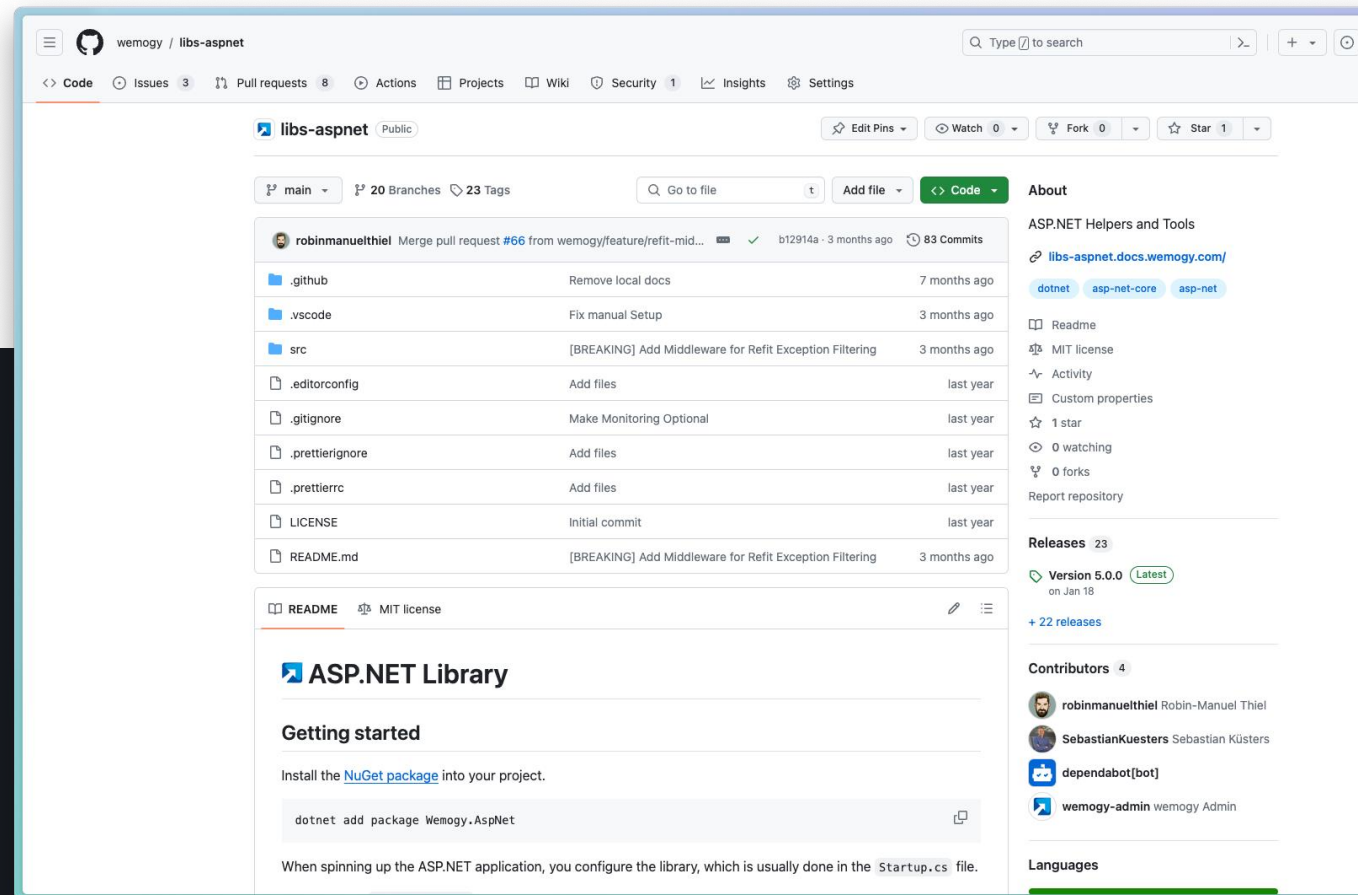 wemogy / libs-aspnet
Type / to search
Code Issues 3 Pull requests 8 Actions Projects Wiki Security 1 Insights Settings
libs-aspnet Public
Edit Pins Watch 0 Fork 0 Star 1
main 20 Branches 23 Tags
Go to file t Add file Code
robinmanuelthiel Merge pull request #66 from wemogy/feature/refit-mid... b12914a · 3 months ago 83 Commits
.github Remove local docs 7 months ago
.vscode Fix manual Setup 3 months ago
src [BREAKING] Add Middleware for Refit Exception Filtering 3 months ago
.editorconfig Add files last year
.gitignore Make Monitoring Optional last year
.prettierignore Add files last year
.prettierrc Add files last year
LICENSE Initial commit last year
README.md [BREAKING] Add Middleware for Refit Exception Filtering 3 months ago
README MIT license
ASP.NET Library
Getting started
Install the NuGet package into your project.
dotnet add package Wemogy.AspNet
When spinning up the ASP.NET application, you configure the library, which is usually done in the Startup.cs file.
About
ASP.NET Helpers and Tools
libs-aspnet.docs.wemogy.com/
dotnet asp-net-core asp-net
Readme
MIT license
Activity
Custom properties
1 star
0 watching
0 forks
Report repository
Releases 23
Version 5.0.0 Latest
on Jan 18
+ 22 releases
Contributors 4
robinmanuelthiel Robin-Manuel Thiel
SebastianKuesters Sebastian Küsters
dependabot[bot]
wemogy-admin wemogy Admin
Languages